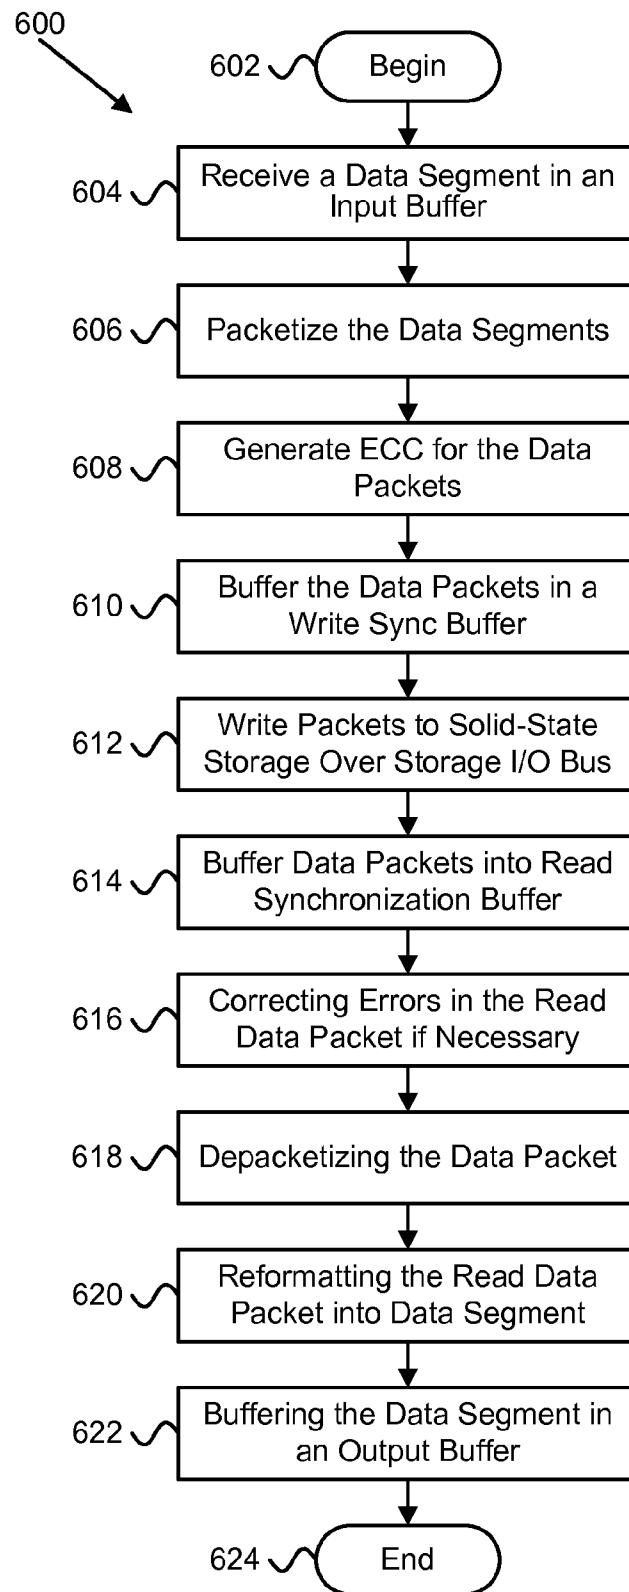 600
602
Begin
604
Receive a Data Segment in an
Input Buffer
606
Packetize the Data Segments
608
Generate ECC for the Data
Packets
610
Buffer the Data Packets in a
Write Sync Buffer
612
Write Packets to Solid-State
Storage Over Storage I/O Bus
614
Buffer Data Packets into Read
Synchronization Buffer
616
Correcting Errors in the Read
Data Packet if Necessary
618
Depacketizing the Data Packet
620
Reformatting the Read Data
Packet into Data Segment
622
Buffering the Data Segment in
an Output Buffer
624
End